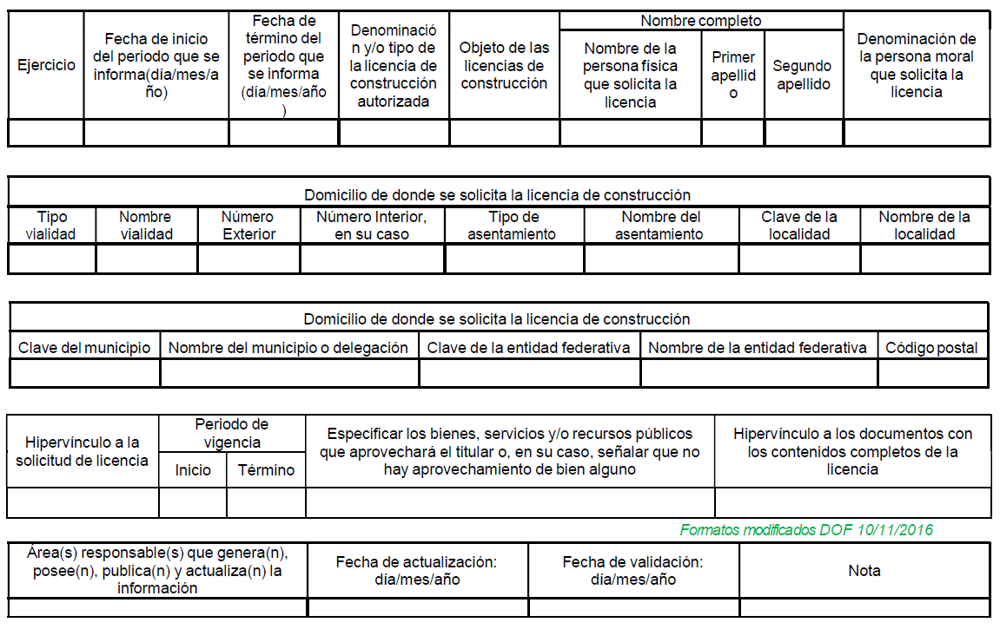 Ejercicio
Fecha de inicio
del periodo que se
informa(día/mes/a
ño)
Fecha de
término del
periodo que
se informa
(día/mes/año
)
Denominació
n y/o tipo de
la licencia de
construcción
autorizada
Objeto de las
licencias de
construcción
Nombre completo
Nombre de la
persona física
que solicita la
licencia
Primer
apellid
o
Segundo
apellido
Denominación de
la persona moral
que solicita la
licencia
Domicilio de donde se solicita la licencia de construcción
Tipo
vialidad
Nombre
vialidad
Número
Exterior
Número Interior,
en su caso
Tipo de
asentamiento
Nombre del
asentamiento
Clave de la
localidad
Nombre de la
localidad
Domicilio de donde se solicita la licencia de construcción
Clave del municipio
Nombre del municipio o delegación
Clave de la entidad federativa
Nombre de la entidad federativa
Código postal
Hipervínculo a la
solicitud de licencia
Periodo de
vigencia
Inicio
Término
Especificar los bienes, servicios y/o recursos públicos
que aprovechará el titular o, en su caso, señalar que no
hay aprovechamiento de bien alguno
Hipervínculo a los documentos con
los contenidos completos de la
licencia
Formatos modificados DOF 10/11/2016
Área(s) responsable(s) que genera(n),
posee(n), publica(n) y actualiza(n) la
información
Fecha de actualización:
día/mes/año
Fecha de validación:
día/mes/año
Nota